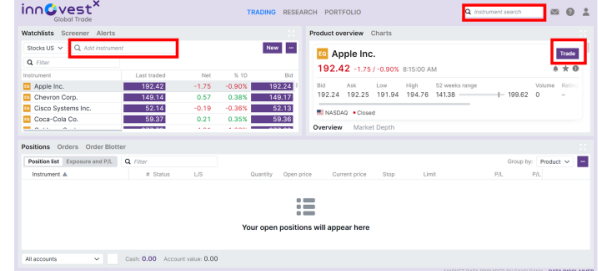 innovest X
Global Trade
TRADING RESEARCH PORTFOLIO
Instrument search
Watchlists Screener Alerts
Stocks US Add instrument New
Filter
Instrument Last traded Net % 1D Bid
Apple Inc. 192.42 -1.75 -0.90% 192.24
Chevron Corp. 149.14 0.57 0.38% 149.17
Cisco Systems Inc. 52.14 -0.19 -0.36% 52.13
Coca-Cola Co. 59.37 0.21 0.35% 59.36
Product overview Charts
Apple Inc. Trade
192.42 -1.75 / -0.90% 8:15:00 AM
Bid Ask Low High 52 weeks range Volume
192.24 192.25 191.94 194.76 141.38 199.62 0 -
NASDAQ • Closed
Overview Market Depth
Positions Orders Order Blotter
Position list Exposure and P/L Filter Group by: Product
Instrument # Status L/S Quantity Open price Current price Stop Limit P/L P/L
Your open positions will appear here
All accounts Cash: 0.00 Account value: 0.00